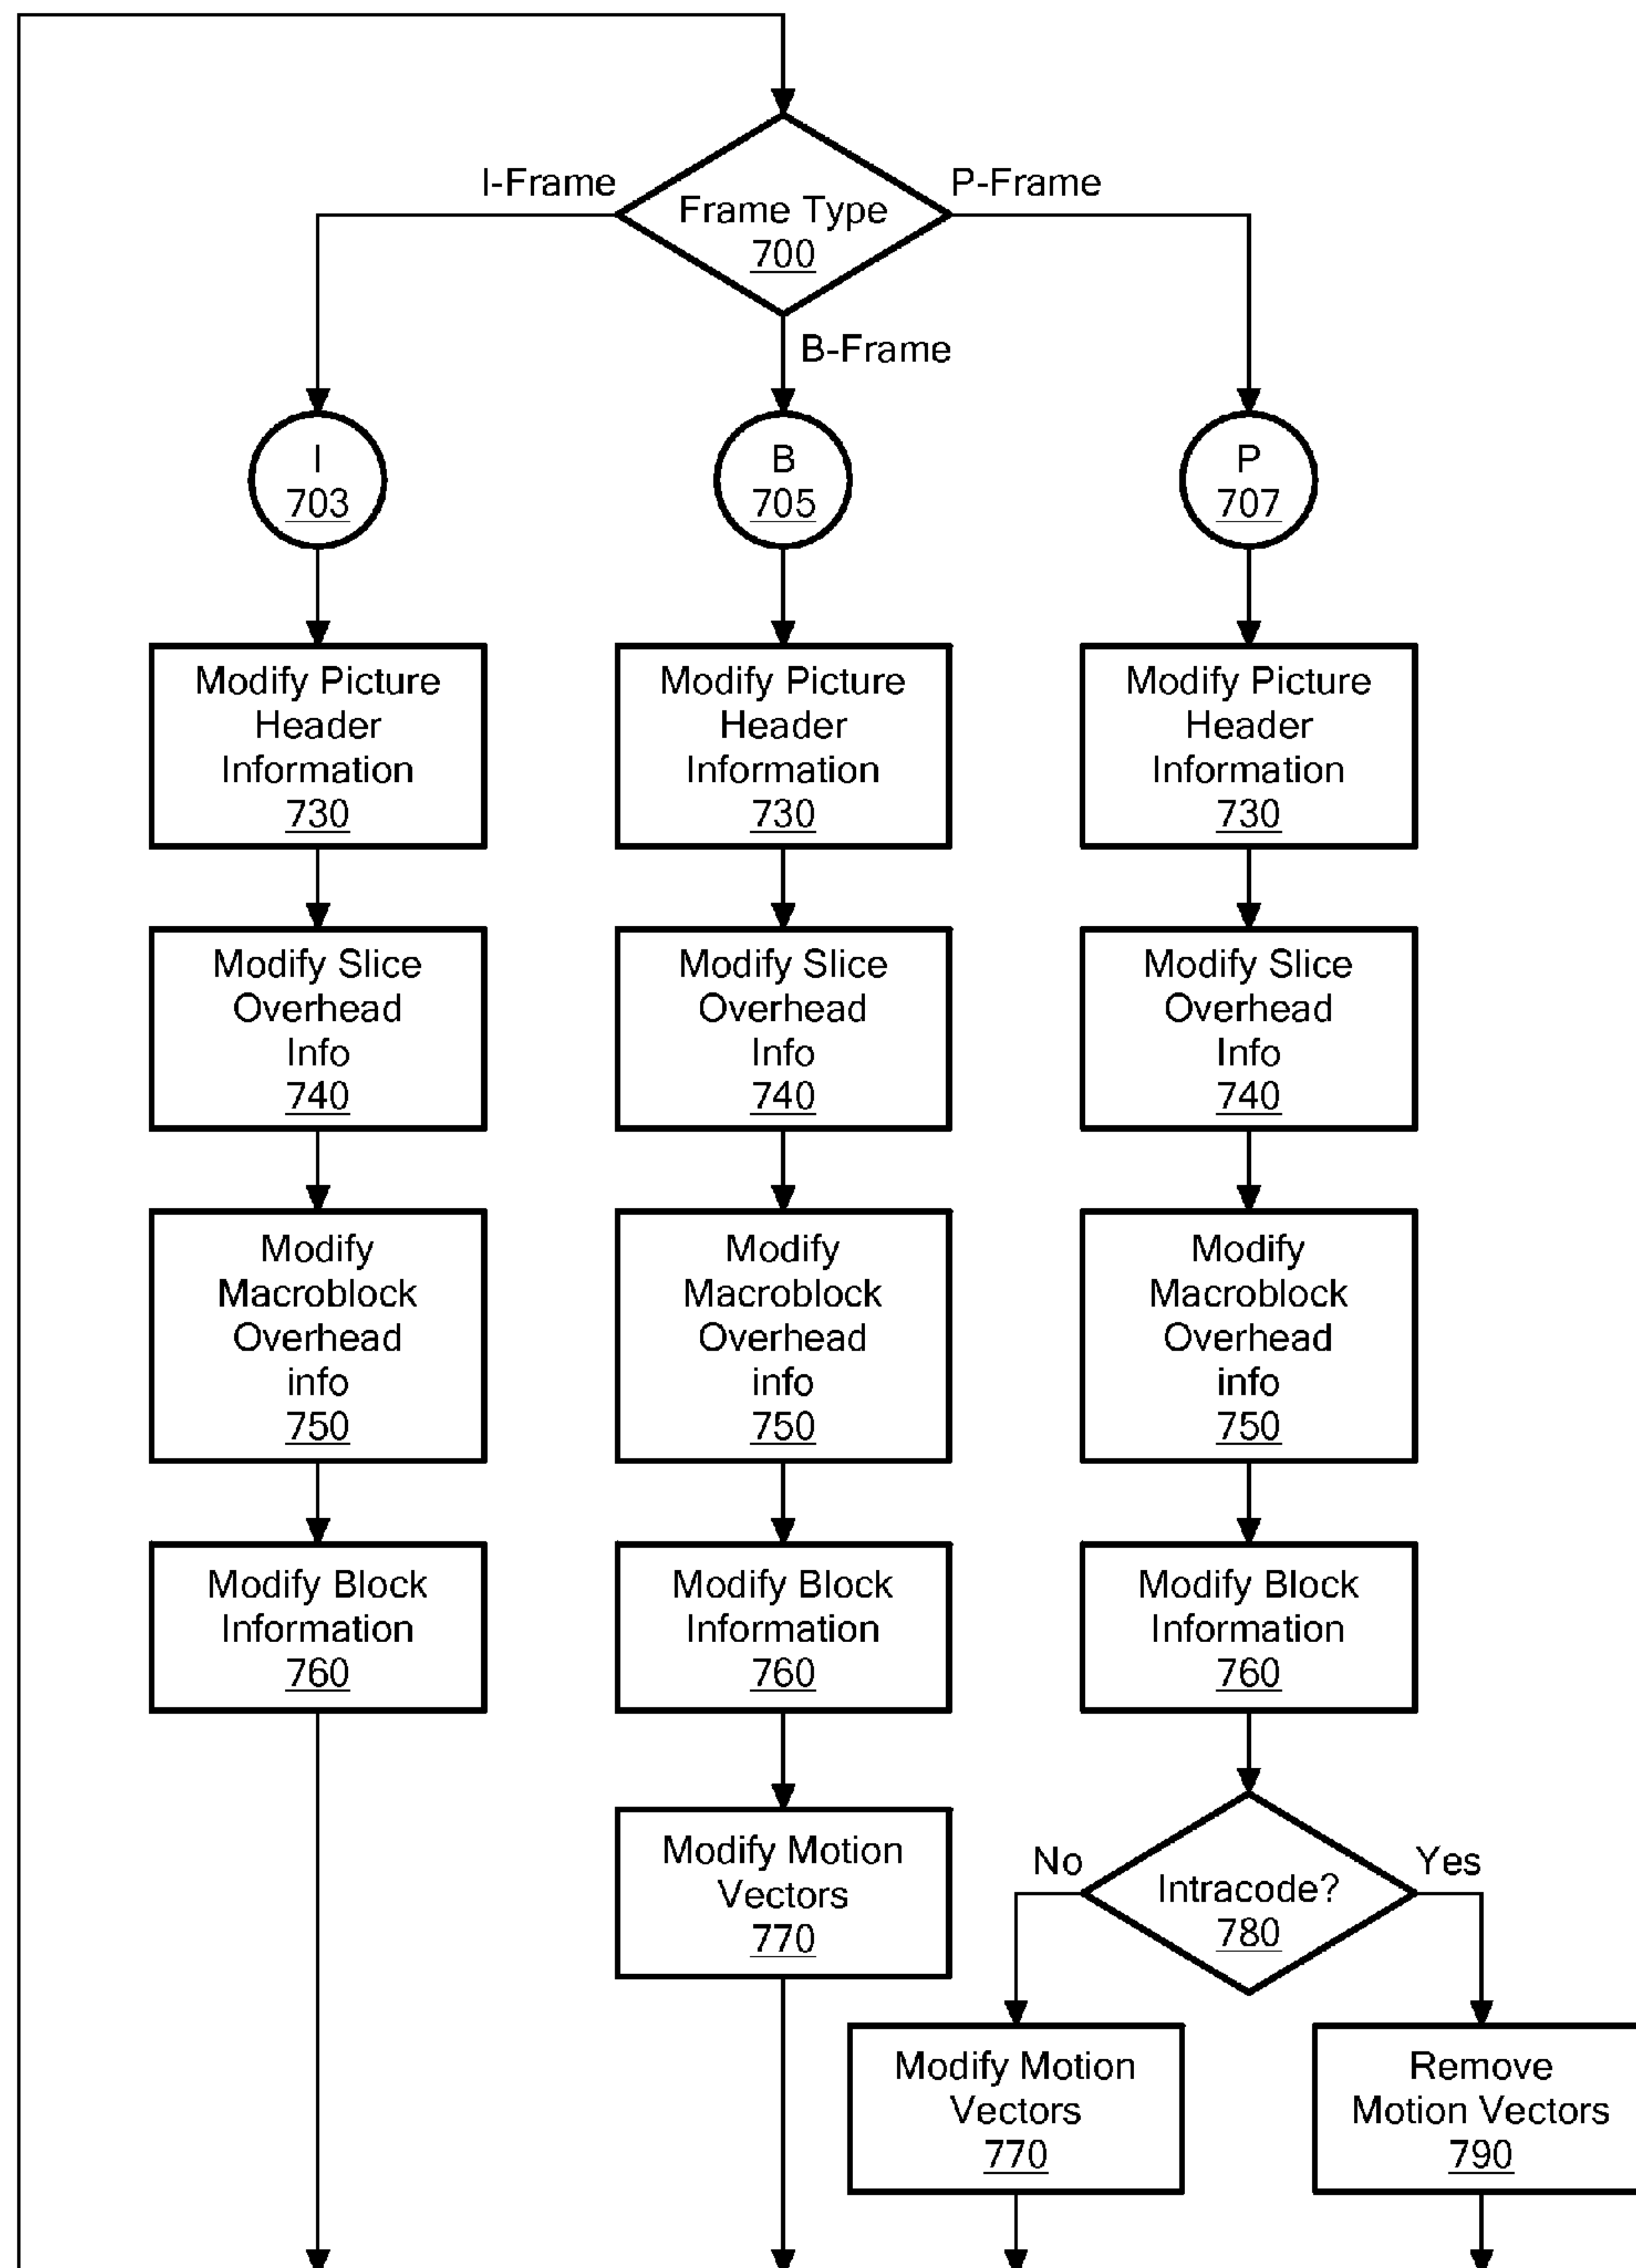 I-Frame
P-Frame
Frame Type
700
B-Frame
I
703
B
705
P
707
Modify Picture
Header
Information
730
Modify Picture
Header
Information
730
Modify Picture
Header
Information
730
Modify Slice
Overhead
Info
740
Modify Slice
Overhead
Info
740
Modify Slice
Overhead
Info
740
Modify
Macroblock
Overhead
info
750
Modify
Macroblock
Overhead
info
750
Modify
Macroblock
Overhead
info
750
Modify Block
Information
760
Modify Block
Information
760
Modify Block
Information
760
Modify Motion
Vectors
770
No
Intracode?
780
Yes
Modify Motion
Vectors
770
Remove
Motion Vectors
790